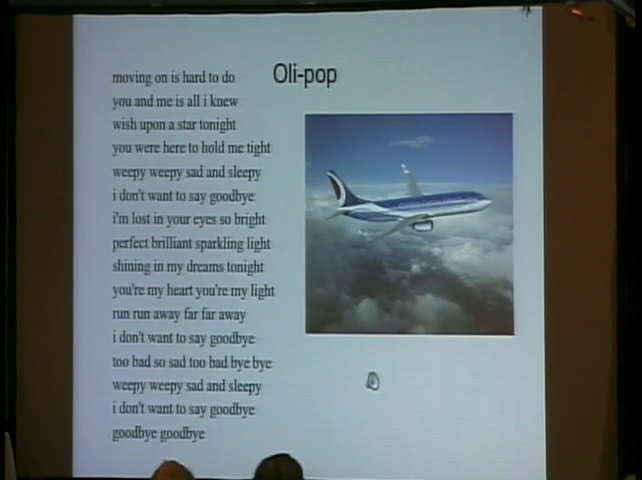 Oli-pop
moving on is hard to do
you and me is all i knew
wish upon a star tonight
you were here to hold me tight
weepy weepy sad and sleepy
i don't want to say goodbye
i'm lost in your eyes so bright
perfect brilliant sparkling light
shining in my dreams tonight
you're my heart you're my light
run run away far far away
i don't want to say goodbye
too bad so sad too bad bye bye
weepy weepy sad and sleepy
i don't want to say goodbye
goodbye goodbye